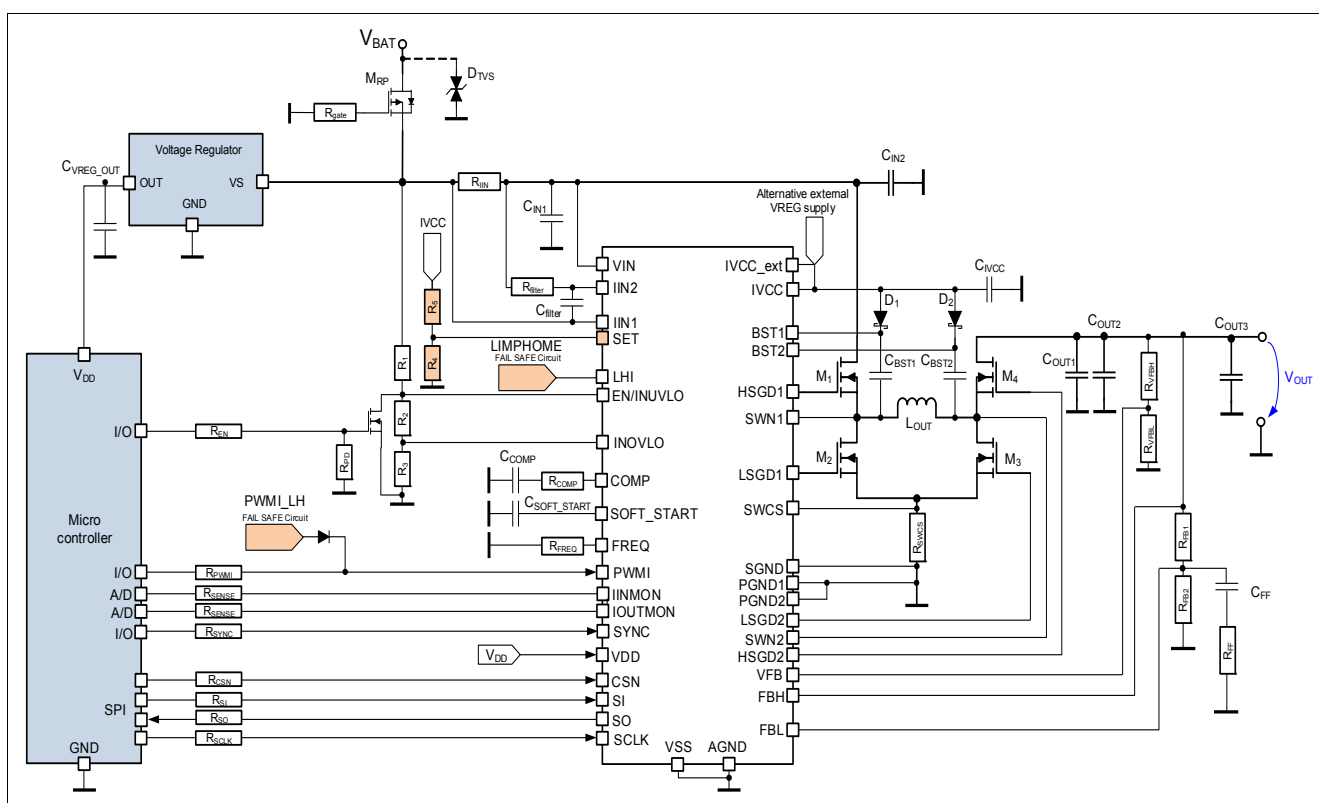 VBAT
MRP
DTVS
Rgate
Voltage Regulator
CVREG_OUT
OUT
VS
GND
RIIN
CIN1
CIN2
Alternative external
VREG supply
IVCC
VIN
IIN2
IIN1
SET
LHI
EN/INUVLO
INOVLO
COMP
SOFT_START
FREQ
PWMI
IINMON
IOUTMON
SYNC
VDD
CSN
SI
SO
SCLK
VSS
AGND
IVCC_ext
IVCC
BST1
BST2
HSGD1
SWN1
LSGD1
SWCS
SGND
PGND1
PGND2
LSGD2
SWN2
HSGD2
VFB
FBH
FBL
Rfilter
Cfilter
R5
R4
LIMPHOME
FAIL SAFE Circuit
R1
R2
R3
REN
RPD
CCOMP
RCOMP
CSOFT_START
RFREQ
PWMI_LH
FAIL SAFE Circuit
VDD
I/O
Micro
controller
I/O
A/D
A/D
I/O
SPI
GND
RPWMI
RSENSE
RSENSE
RSYNC
VDD
RCSN
RSI
RSO
RSCLK
CIVCC
D1
D2
CBST1
CBST2
M1
M4
LOUT
M2
M3
RSWCS
COUT1
COUT2
COUT3
RVFBH
RVFBL
VOUT
RFB1
RFB2
CFF
RFF